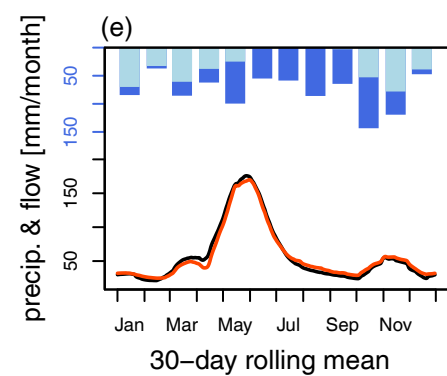 (e)
precip. & flow [mm/month]
50
150
150
50
Jan Mar May Jul Sep Nov
30−day rolling mean